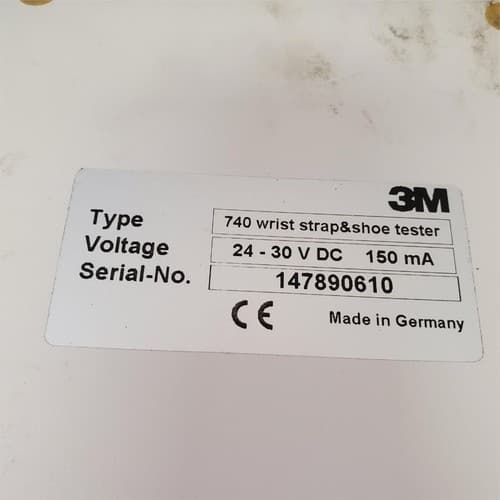 3M
Type 740 wrist strap&shoe tester
Voltage 24 - 30 V DC 150 mA
Serial-No. 147890610
CE Made in Germany